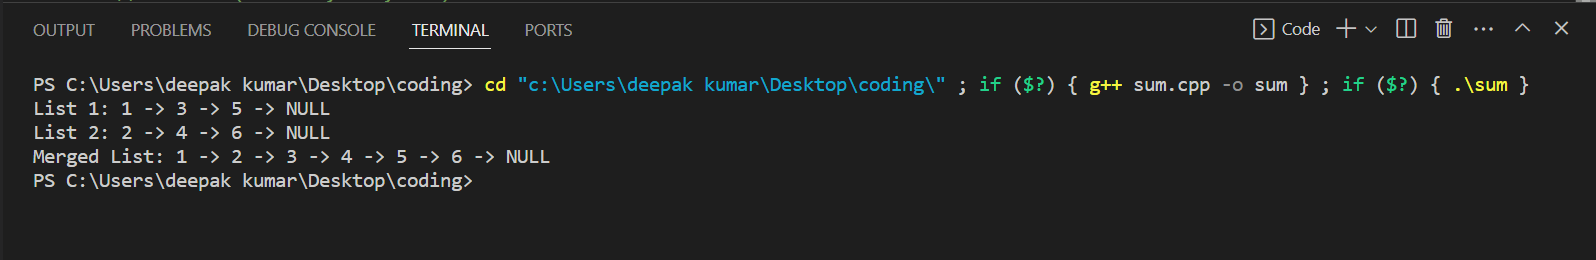 OUTPUT PROBLEMS DEBUG CONSOLE TERMINAL PORTS Code
PS C:\Users\deepak kumar\Desktop\coding> cd "c:\Users\deepak kumar\Desktop\coding\" ; if ($?) { g++ sum.cpp -o sum } ; if ($?) { .\sum }
List 1: 1 -> 3 -> 5 -> NULL
List 2: 2 -> 4 -> 6 -> NULL
Merged List: 1 -> 2 -> 3 -> 4 -> 5 -> 6 -> NULL
PS C:\Users\deepak kumar\Desktop\coding>